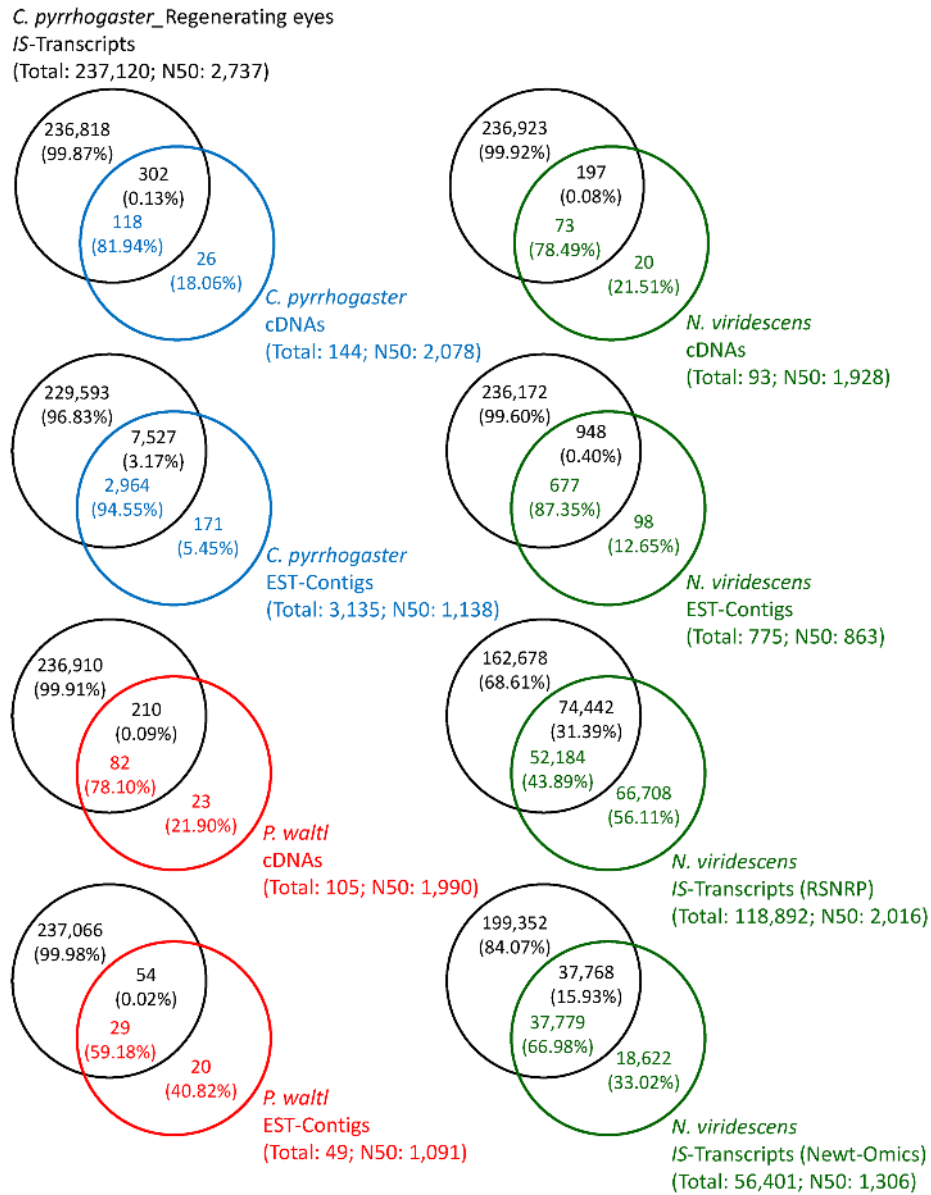 C. pyrrhogaster_Regenerating eyes
IS-Transcripts
(Total: 237,120; N50: 2,737)
236,818
(99.87%)
302
(0.13%)
118
(81.94%)
26
(18.06%)
C. pyrrhogaster
cDNAs
(Total: 144; N50: 2,078)
236,923
(99.92%)
197
(0.08%)
73
(78.49%)
20
(21.51%)
N. viridescens
cDNAs
(Total: 93; N50: 1,928)
229,593
(96.83%)
7,527
(3.17%)
2,964
(94.55%)
171
(5.45%)
C. pyrrhogaster
EST-Contigs
(Total: 3,135; N50: 1,138)
236,172
(99.60%)
948
(0.40%)
677
(87.35%)
98
(12.65%)
N. viridescens
EST-Contigs
(Total: 775; N50: 863)
236,910
(99.91%)
210
(0.09%)
82
(78.10%)
23
(21.90%)
P. waltl
cDNAs
(Total: 105; N50: 1,990)
162,678
(68.61%)
74,442
(31.39%)
52,184
(43.89%)
66,708
(56.11%)
N. viridescens
IS-Transcripts (RSNRP)
(Total: 118,892; N50: 2,016)
237,066
(99.98%)
54
(0.02%)
29
(59.18%)
20
(40.82%)
P. waltl
EST-Contigs
(Total: 49; N50: 1,091)
199,352
(84.07%)
37,768
(15.93%)
37,779
(66.98%)
18,622
(33.02%)
N. viridescens
IS-Transcripts (Newt-Omics)
(Total: 56,401; N50: 1,306)